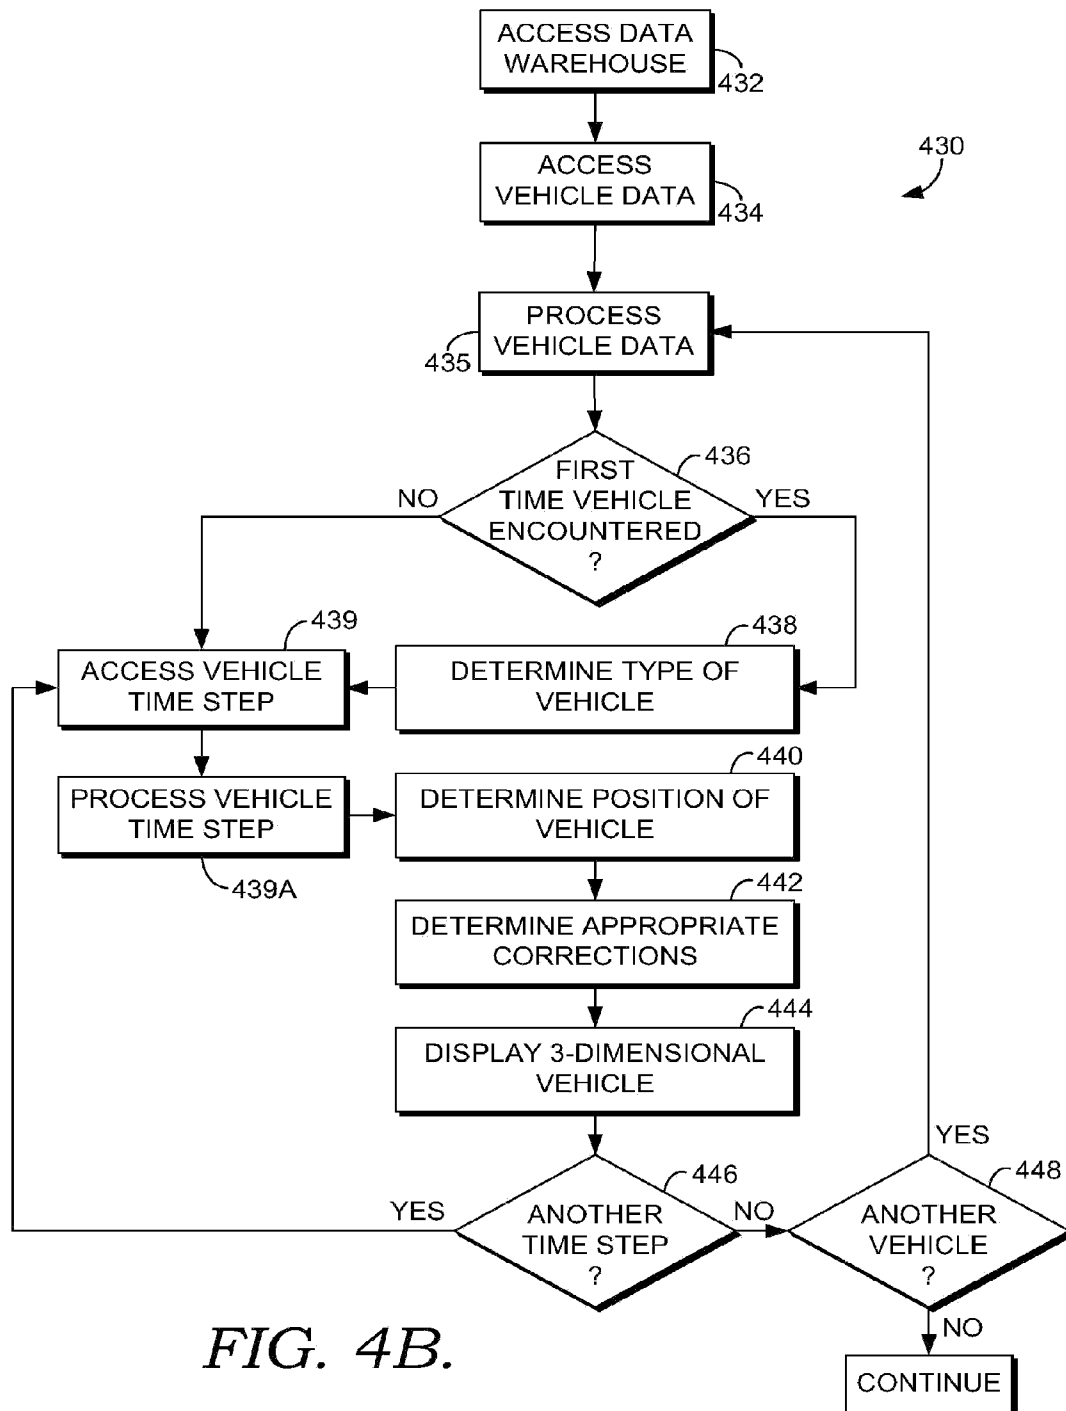 ACCESS DATA
WAREHOUSE
432
ACCESS
VEHICLE DATA
434
430
PROCESS
VEHICLE DATA
435
FIRST
TIME VEHICLE
ENCOUNTERED
?
436
NO
YES
439
ACCESS VEHICLE
TIME STEP
438
DETERMINE TYPE OF
VEHICLE
PROCESS VEHICLE
TIME STEP
439A
440
DETERMINE POSITION OF
VEHICLE
442
DETERMINE APPROPRIATE
CORRECTIONS
444
DISPLAY 3-DIMENSIONAL
VEHICLE
446
YES
ANOTHER
TIME STEP
?
NO
YES
448
ANOTHER
VEHICLE
?
NO
CONTINUE
FIG. 4B.